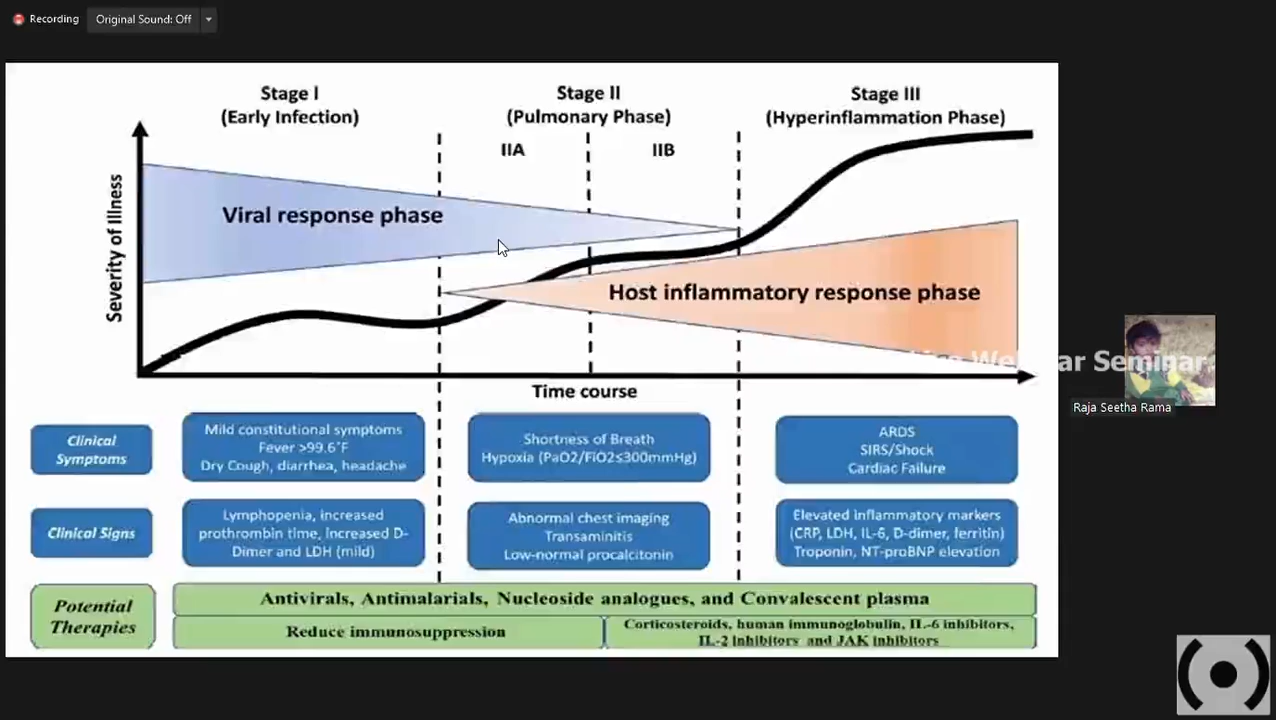 Recording
Original Sound: Off
Stage I
(Early Infection)
Stage II
(Pulmonary Phase)
Stage III
(Hyperinflammation Phase)
IIA
IIB
Severity of Illness
Viral response phase
Host inflammatory response phase
Time course
Seminar
Raja Seetha Rama
Clinical
Symptoms
Mild constitutional symptoms
Fever >99.6°F
Dry Cough, diarrhea, headache
Shortness of Breath
Hypoxia (PaO2/FiO2≤300mmHg)
ARDS
SIRS/Shock
Cardiac Failure
Clinical Signs
Lymphopenia, increased
prothrombin time, increased D-
Dimer and LDH (mild)
Abnormal chest imaging
Transaminitis
Low-normal procalcitonin
Elevated inflammatory markers
(CRP, LDH, IL-6, D-dimer, ferritin)
Troponin, NT-proBNP elevation
Potential
Therapies
Antivirals, Antimalarials, Nucleoside analogues, and Convalescent plasma
Reduce immunosuppression
Corticosteroids, human immunoglobulin, IL-6 inhibitors,
IL-2 inhibitors and JAK inhibitors